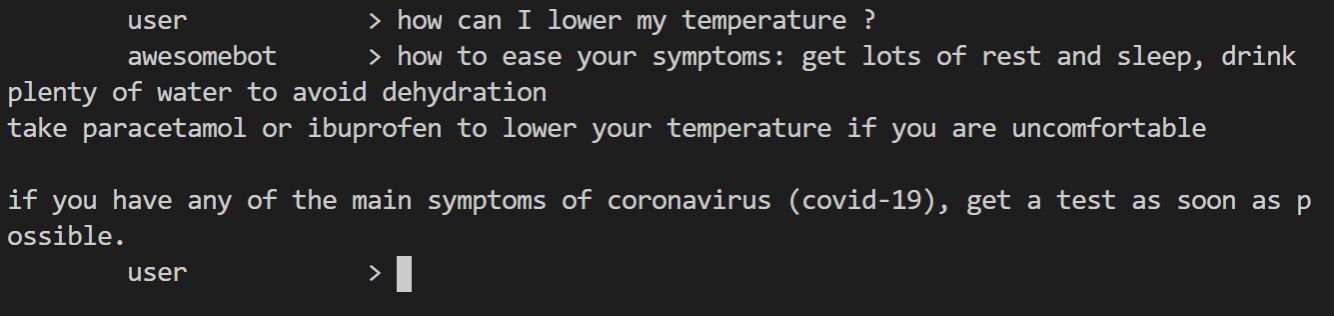 user > how can I lower my temperature ?
awesomebot > how to ease your symptoms: get lots of rest and sleep, drink
plenty of water to avoid dehydration
take paracetamol or ibuprofen to lower your temperature if you are uncomfortable
if you have any of the main symptoms of coronavirus (covid-19), get a test as soon as p
ossible.
user >